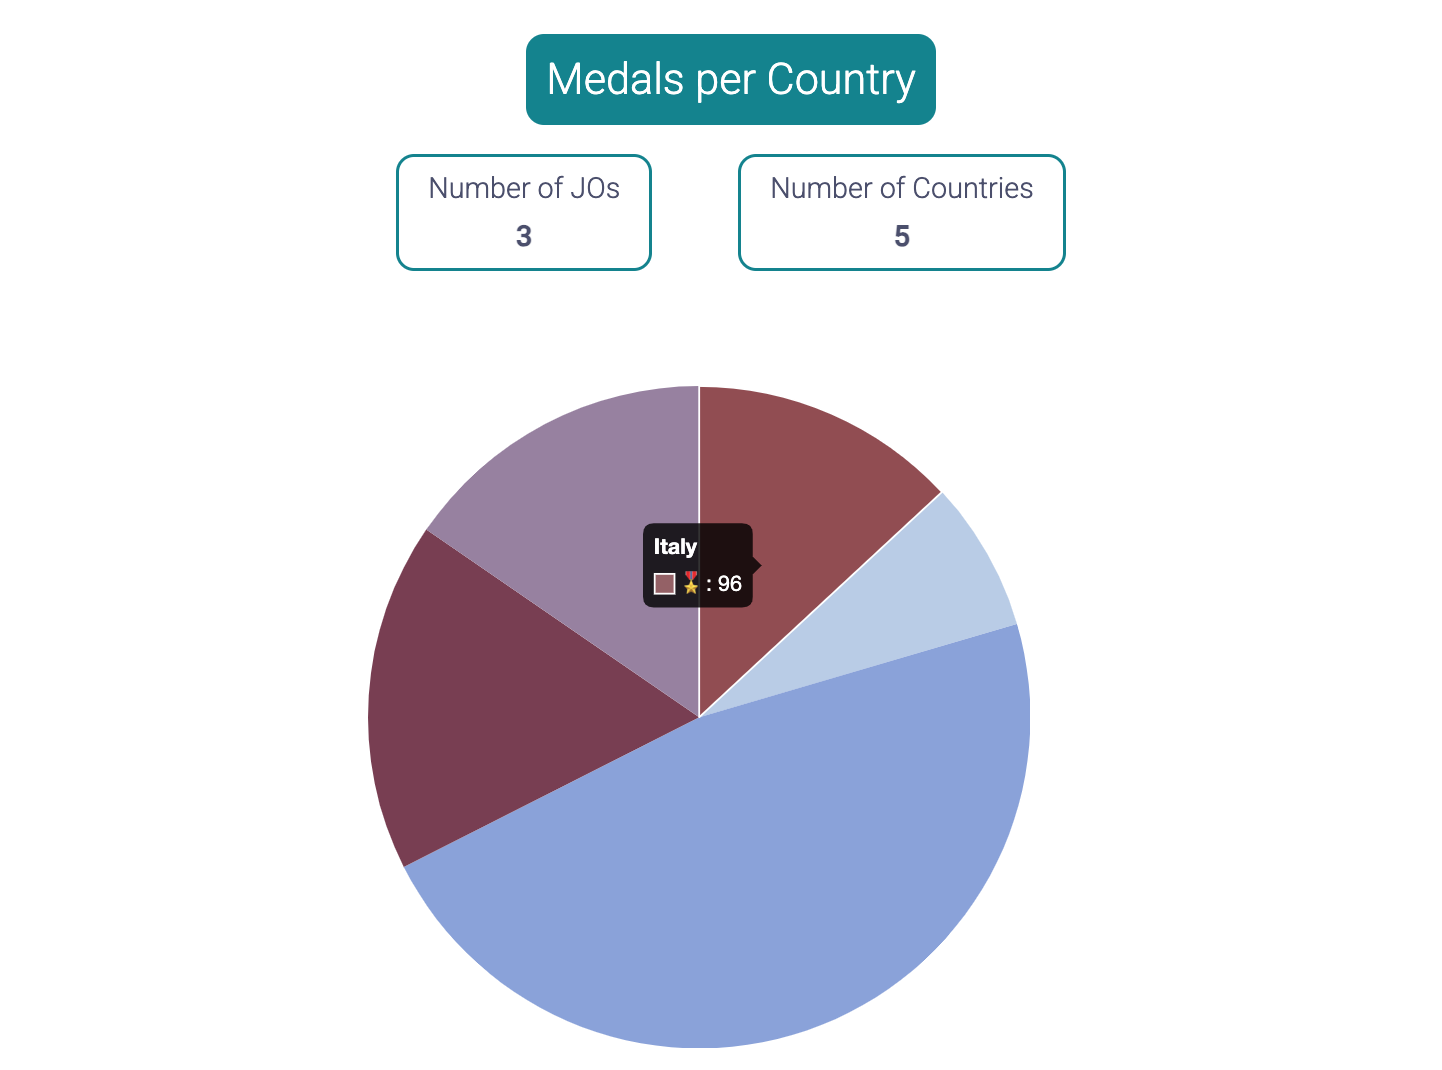 Medals per Country
Number of JOs
3
Number of Countries
5
Italy
🎖️: 96